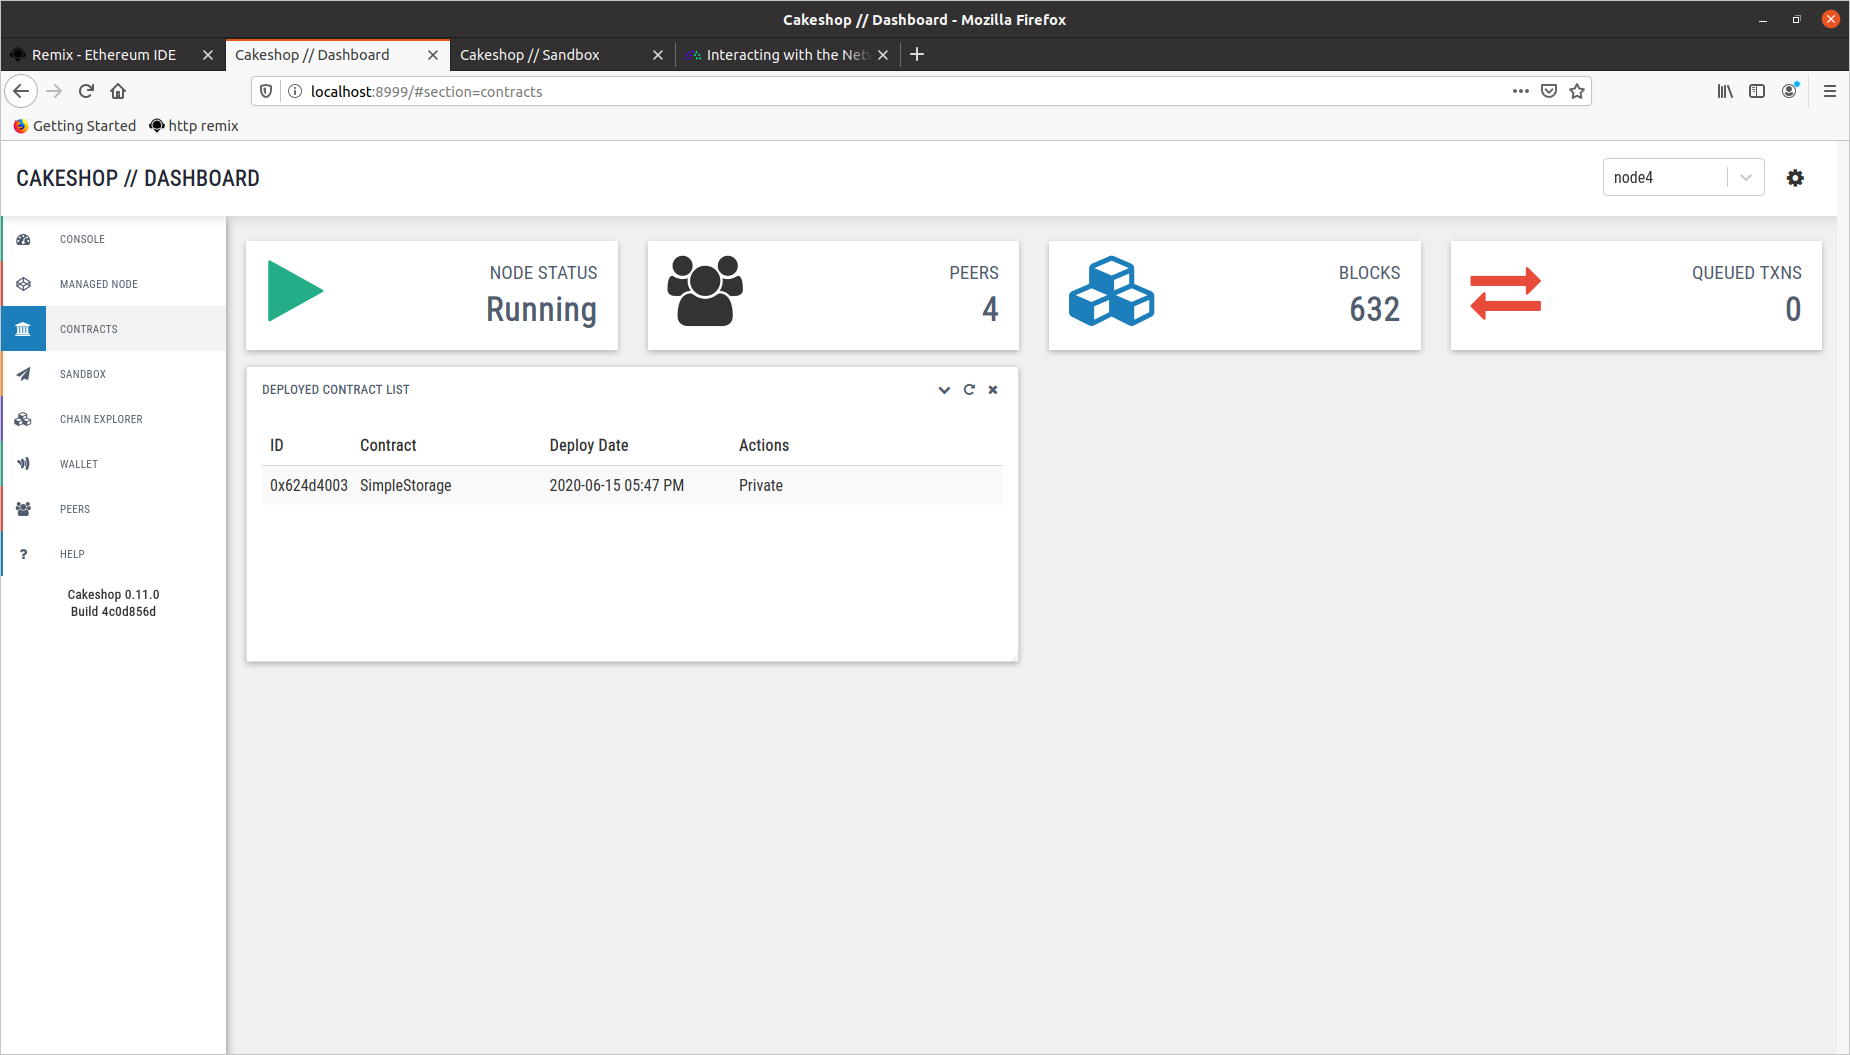 Cakeshop // Dashboard - Mozilla Firefox
Remix - Ethereum IDE
Cakeshop // Dashboard
Cakeshop // Sandbox
Interacting with the Net
localhost:8999/#section=contracts
Getting Started
http remix
CAKESHOP // DASHBOARD
node4
CONSOLE
MANAGED NODE
CONTRACTS
SANDBOX
CHAIN EXPLORER
WALLET
PEERS
HELP
Cakeshop 0.11.0
Build 4c0d856d
NODE STATUS
Running
PEERS
4
BLOCKS
632
QUEUED TXNS
0
DEPLOYED CONTRACT LIST
ID Contract Deploy Date Actions
0x624d4003 SimpleStorage 2020-06-15 05:47 PM Private